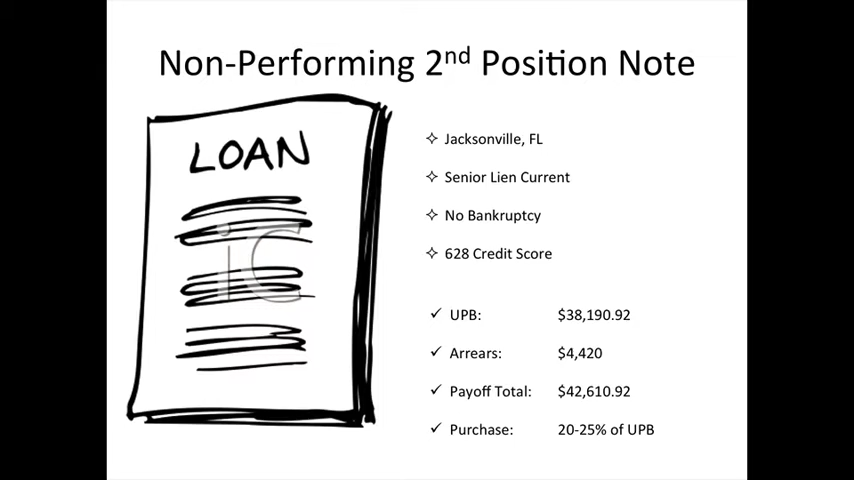 Non-Performing 2nd Position Note
LOAN
iC
Jacksonville, FL
Senior Lien Current
No Bankruptcy
628 Credit Score
UPB: $38,190.92
Arrears: $4,420
Payoff Total: $42,610.92
Purchase: 20-25% of UPB